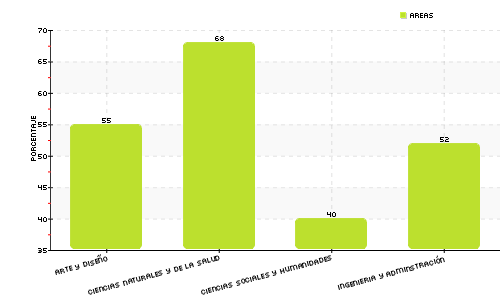 AREAS
70
65
60
55
50
45
40
35
PORCENTAJE
55
68
40
52
ARTE y DISEÑO
CIENCIAS NATURALES y DE LA SALUD
CIENCIAS SOCIALES y HUMANIDADES
INGENIERIA y ADMINSTRACIÓN